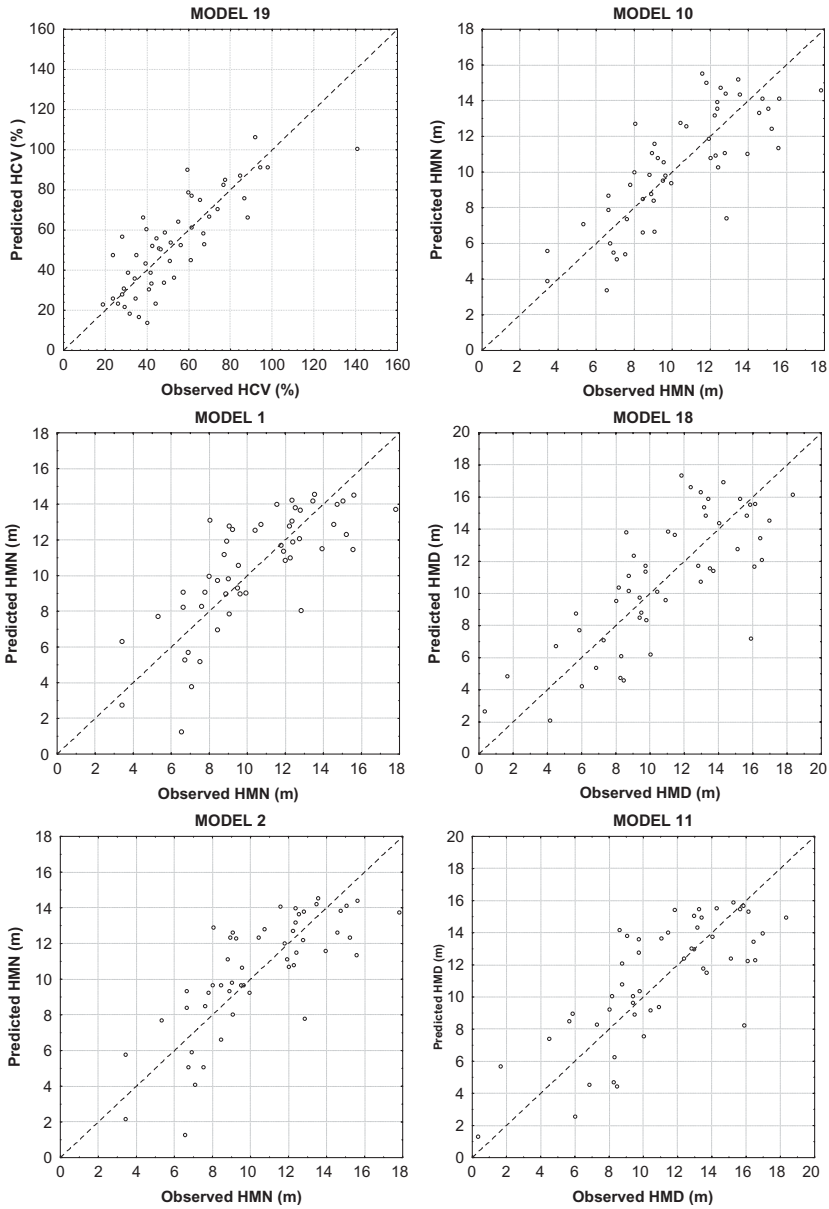 MODEL 19
160
140
120
100
80
60
40
20
0
Predicted HCV (% )
0 20 40 60 80 100 120 140 160
Observed HCV (%)
MODEL 10
18
16
14
12
10
8
6
4
2
0
Predicted HMN (m)
0 2 4 6 8 10 12 14 16 18
Observed HMN (m)
MODEL 1
18
16
14
12
10
8
6
4
2
0
Predicted HMN (m)
0 2 4 6 8 10 12 14 16 18
Observed HMN (m)
MODEL 18
20
18
16
14
12
10
8
6
4
2
0
Predicted HMD (m)
0 2 4 6 8 10 12 14 16 18 20
Observed HMD (m)
MODEL 2
18
16
14
12
10
8
6
4
2
0
Predicted HMN (m)
0 2 4 6 8 10 12 14 16 18
Observed HMN (m)
MODEL 11
20
18
16
14
12
10
8
6
4
2
0
Predicted HMD (m)
0 2 4 6 8 10 12 14 16 18 20
Observed HMD (m)